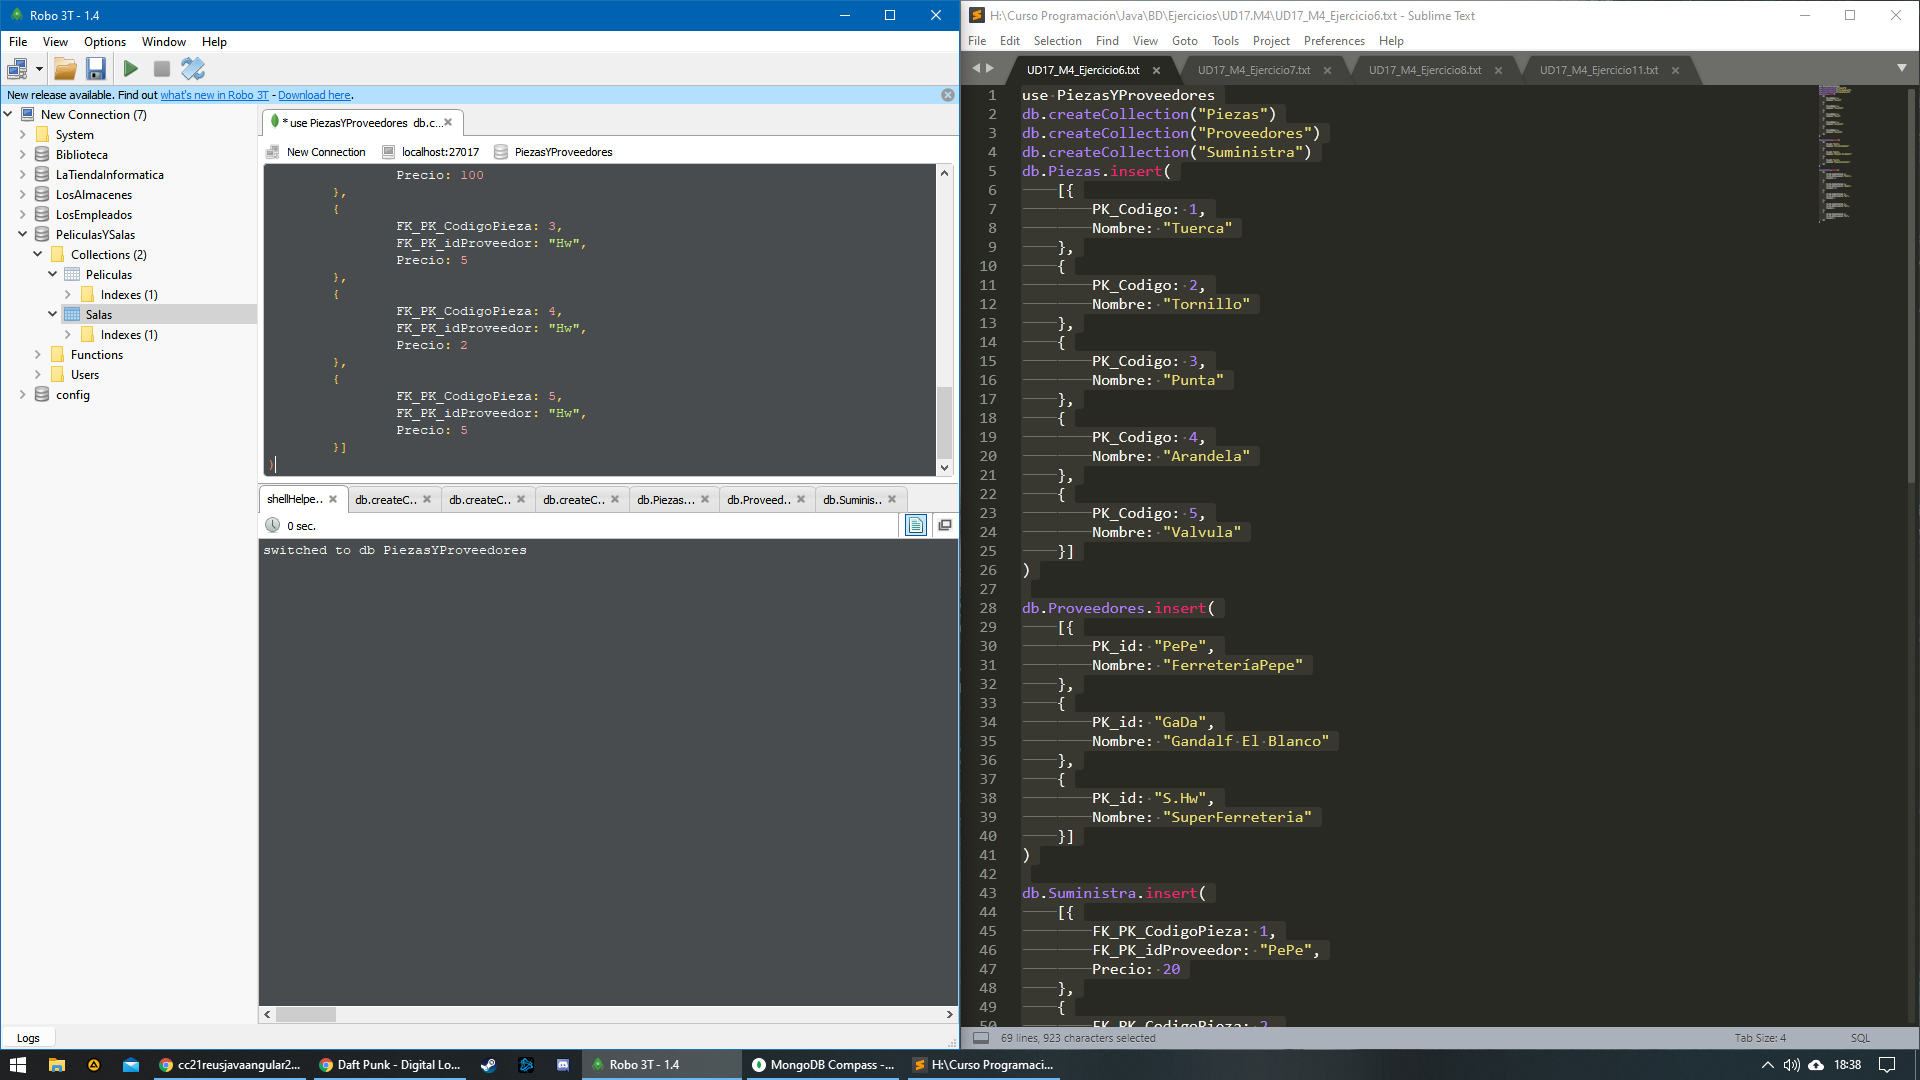 Robo 3T - 1.4
File View Options Window Help
New release available. Find out what's new in Robo 3T - Download here.
New Connection (7)
System
Biblioteca
LaTiendaInformatica
LosAlmacenes
LosEmpleados
PeliculasYSalas
Collections (2)
Peliculas
Indexes (1)
Salas
Indexes (1)
Functions
Users
config
Logs
* use PiezasYProveedores db.c...
New Connection localhost:27017 PiezasYProveedores
Precio: 100
},
{
FK_PK_CodigoPieza: 3,
FK_PK_idProveedor: "Hw",
Precio: 5
},
{
FK_PK_CodigoPieza: 4,
FK_PK_idProveedor: "Hw",
Precio: 2
},
{
FK_PK_CodigoPieza: 5,
FK_PK_idProveedor: "Hw",
Precio: 5
}]
)
shellHelpe.. db.createC.. db.createC.. db.createC.. db.Piezas... db.Proveed.. db.Suminis..
0 sec.
switched to db PiezasYProveedores
H:\Curso Programación\Java\BD\Ejercicios\UD17.M4\UD17_M4_Ejercicio6.txt - Sublime Text
File Edit Selection Find View Goto Tools Project Preferences Help
UD17_M4_Ejercicio6.txt UD17_M4_Ejercicio7.txt UD17_M4_Ejercicio8.txt UD17_M4_Ejercicio11.txt
1 use PiezasYProveedores
2 db.createCollection("Piezas")
3 db.createCollection("Proveedores")
4 db.createCollection("Suministra")
5 db.Piezas.insert(
6 [{
7 PK_Codigo: 1,
8 Nombre: "Tuerca"
9 },
10 {
11 PK_Codigo: 2,
12 Nombre: "Tornillo"
13 },
14 {
15 PK_Codigo: 3,
16 Nombre: "Punta"
17 },
18 {
19 PK_Codigo: 4,
20 Nombre: "Arandela"
21 },
22 {
23 PK_Codigo: 5,
24 Nombre: "Valvula"
25 }]
26 )
27
28 db.Proveedores.insert(
29 [{
30 PK_id: "PePe",
31 Nombre: "FerreteríaPepe"
32 },
33 {
34 PK_id: "GaDa",
35 Nombre: "Gandalf El Blanco"
36 },
37 {
38 PK_id: "S.Hw",
39 Nombre: "SuperFerreteria"
40 }]
41 )
42
43 db.Suministra.insert(
44 [{
45 FK_PK_CodigoPieza: 1,
46 FK_PK_idProveedor: "PePe",
47 Precio: 20
48 },
49 {
50 FK_PK_CodigoPieza: 2,
69 lines, 923 characters selected Tab Size: 4 SQL
cc21reusjavaangular2... Daft Punk - Digital Lo... Robo 3T - 1.4 MongoDB Compass -... H:\Curso Programaci... 18:38